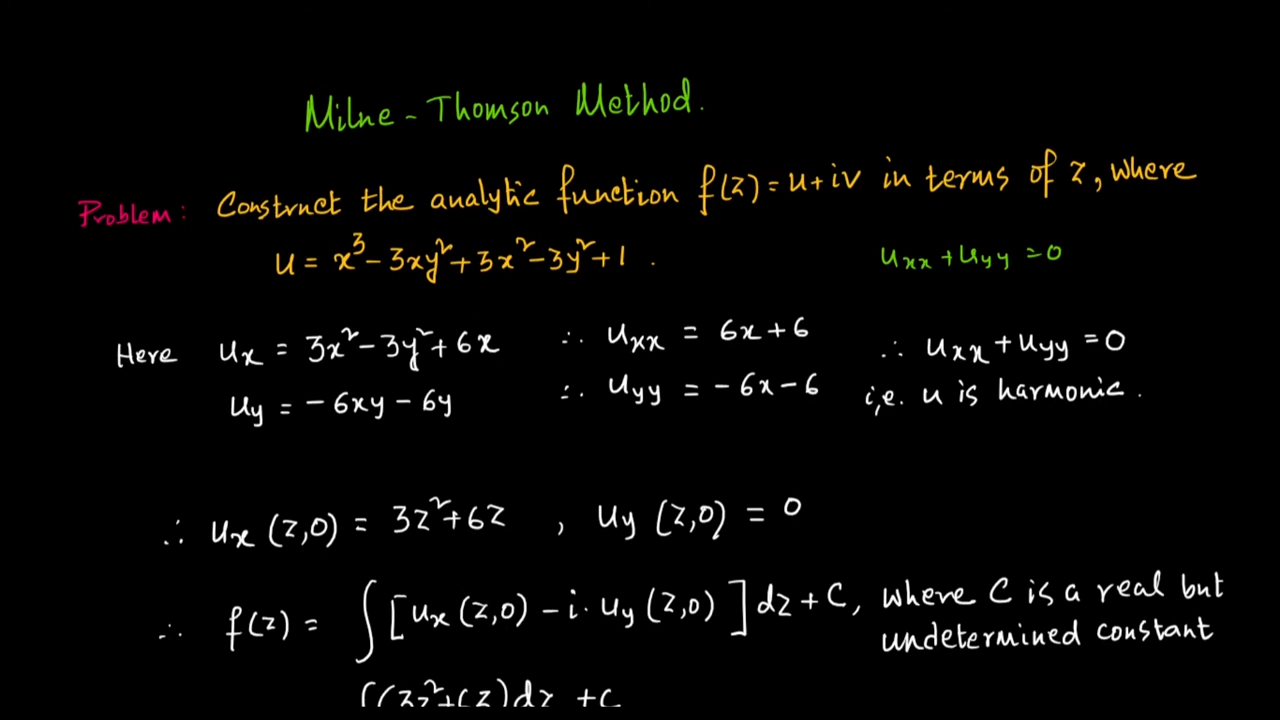 Milne - Thomson Method.
Problem: Construct the analytic function f(z) = u + iv in terms of z, where
u = x³ - 3xy² + 3x² - 3y² + 1 .
uxx + uyy = 0
Here ux = 3x² - 3y² + 6x ∴ uxx = 6x + 6 ∴ uxx + uyy = 0
uy = - 6xy - 6y ∴ uyy = - 6x - 6 i,e. u is harmonic .
∴ ux (z,0) = 3z² + 6z , uy (z,0) = 0
∴ f(z) = ∫ [ux (z,0) - i · uy (z,0)] dz + C, where C is a real but
undetermined constant